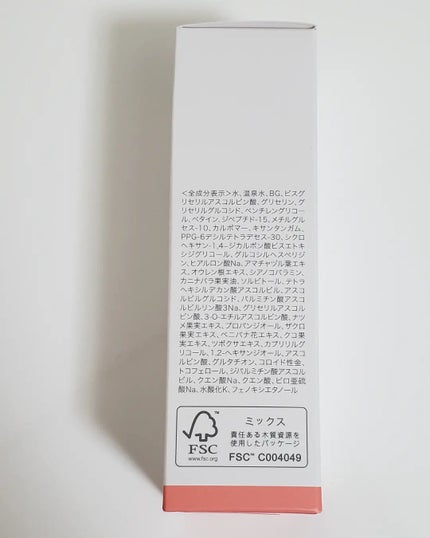 <全成分表示>水、温泉水、BG、ビスグ
リセリルアスコルビン酸、グリセリン、グ
リセリルグルコシド、ペンチレングリコー
ル、ベタイン、ジペプチド-15、メチルグル
セス-10、カルボマー、キサンタンガム、
PPG-6デシルテトラデセス-30、シクロ
ヘキサン-1,4-ジカルボン酸ビスエトキ
シジグリコール、グルコシルヘスペリジ
ン、ヒアルロン酸Na、アマチャヅル葉エキ
ス、オウレン根エキス、シアノコバラミン、
カニナバラ果実油、ソルビトール、テトラ
ヘキシルデカン酸アスコルビル、アスコ
ルビルグルコシド、パルミチン酸アスコ
ルビルリン酸3Na、グリセリルアスコルビ
ン酸、3-O-エチルアスコルビン酸、ナツ
メ果実エキス、プロパンジオール、ザクロ
果実エキス、ベニバナ花エキス、クコ果
実エキス、ツボクサエキス、カプリリルグ
リコール、1,2-ヘキサンジオール、アスコ
ルビン酸、グルタチオン、コロイド性金、
トコフェロール、ジパルミチン酸アスコル
ビル、クエン酸Na、クエン酸、ピロ亜硫
酸Na、水酸化K、フェノキシエタノール
FSC
www.fsc.org
ミックス
責任ある木質資源を
使用したパッケージ
FSC™ C004049